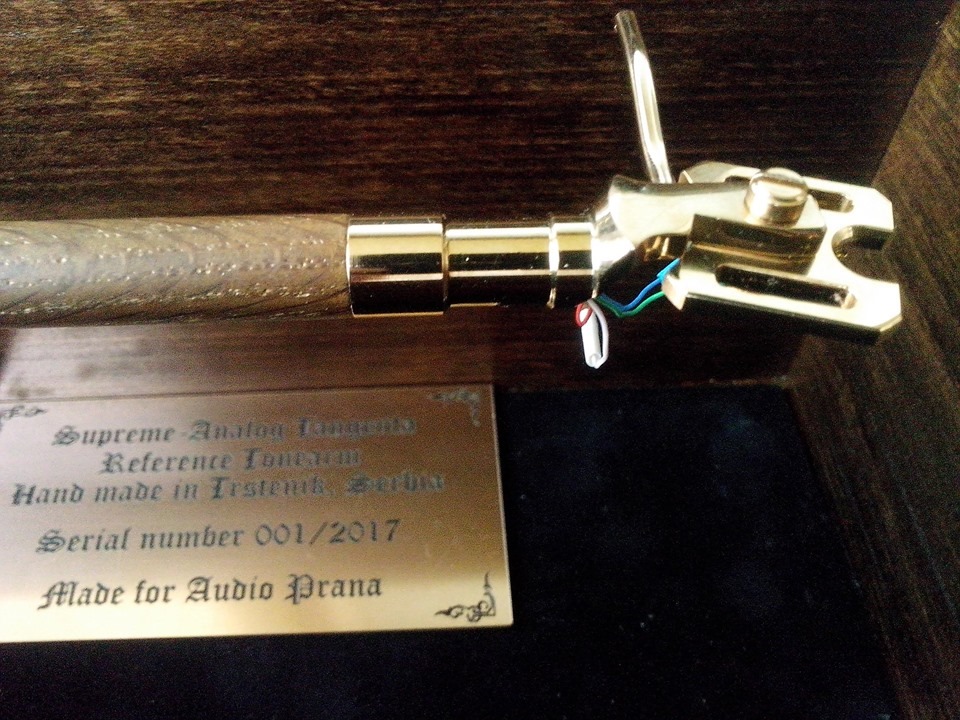 Supreme-Analog Tangenta
Reference Tonearm
Hand made in Trstenik, Serbia
Serial number 001/2017
Made for Audio Prana